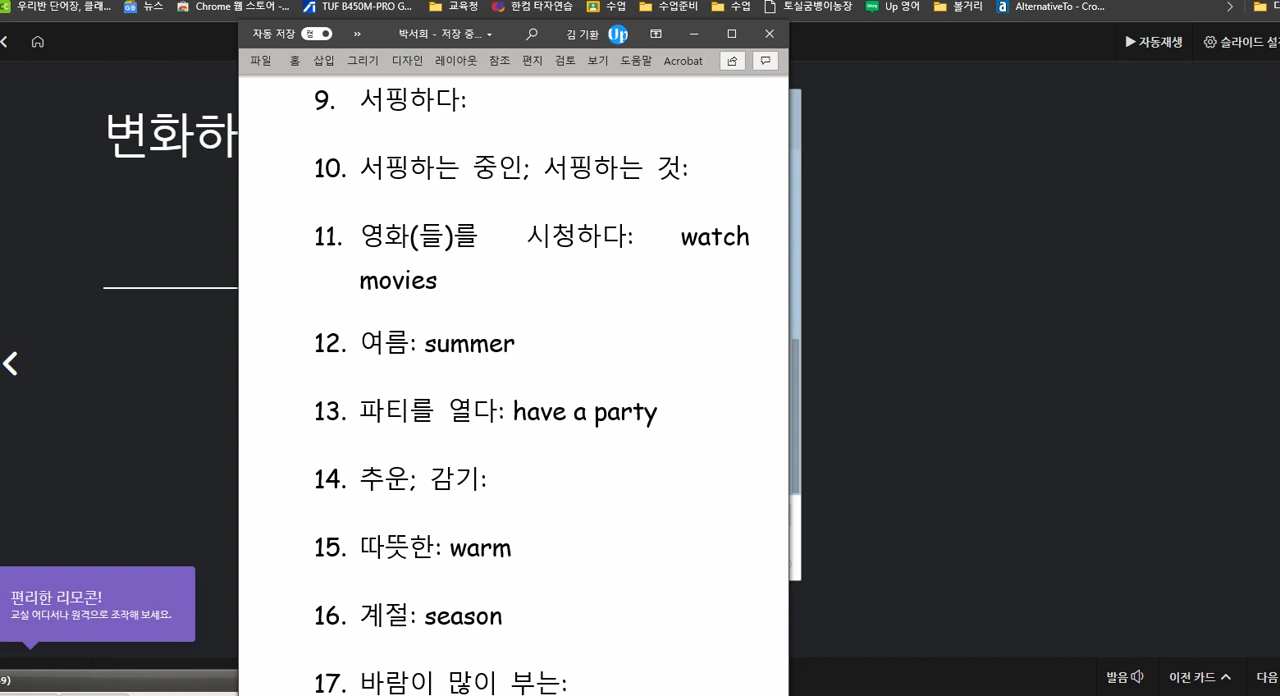 우리반 단어장, 클래... 뉴스 Chrome 웹 스토어 -... TUF B450M-PRO G... 교육청 한컴 타자연습 수업 수업준비 수업 토실굼벵이농장 Up 영어 볼거리 AlternativeTo - Cro...
자동 저장 박서희 - 저장 중... 김 기환 Up
자동재생 슬라이드 설
파일 홈 삽입 그리기 디자인 레이아웃 참조 편지 검토 보기 도움말 Acrobat
변화하
9. 서핑하다:
10. 서핑하는 중인; 서핑하는 것:
11. 영화(들)를 시청하다: watch
movies
12. 여름: summer
13. 파티를 열다: have a party
14. 추운; 감기:
15. 따뜻한: warm
16. 계절: season
17. 바람이 많이 부는:
편리한 리모콘!
교실 어디서나 원격으로 조작해 보세요.
9)
발음 이전 카드 다음